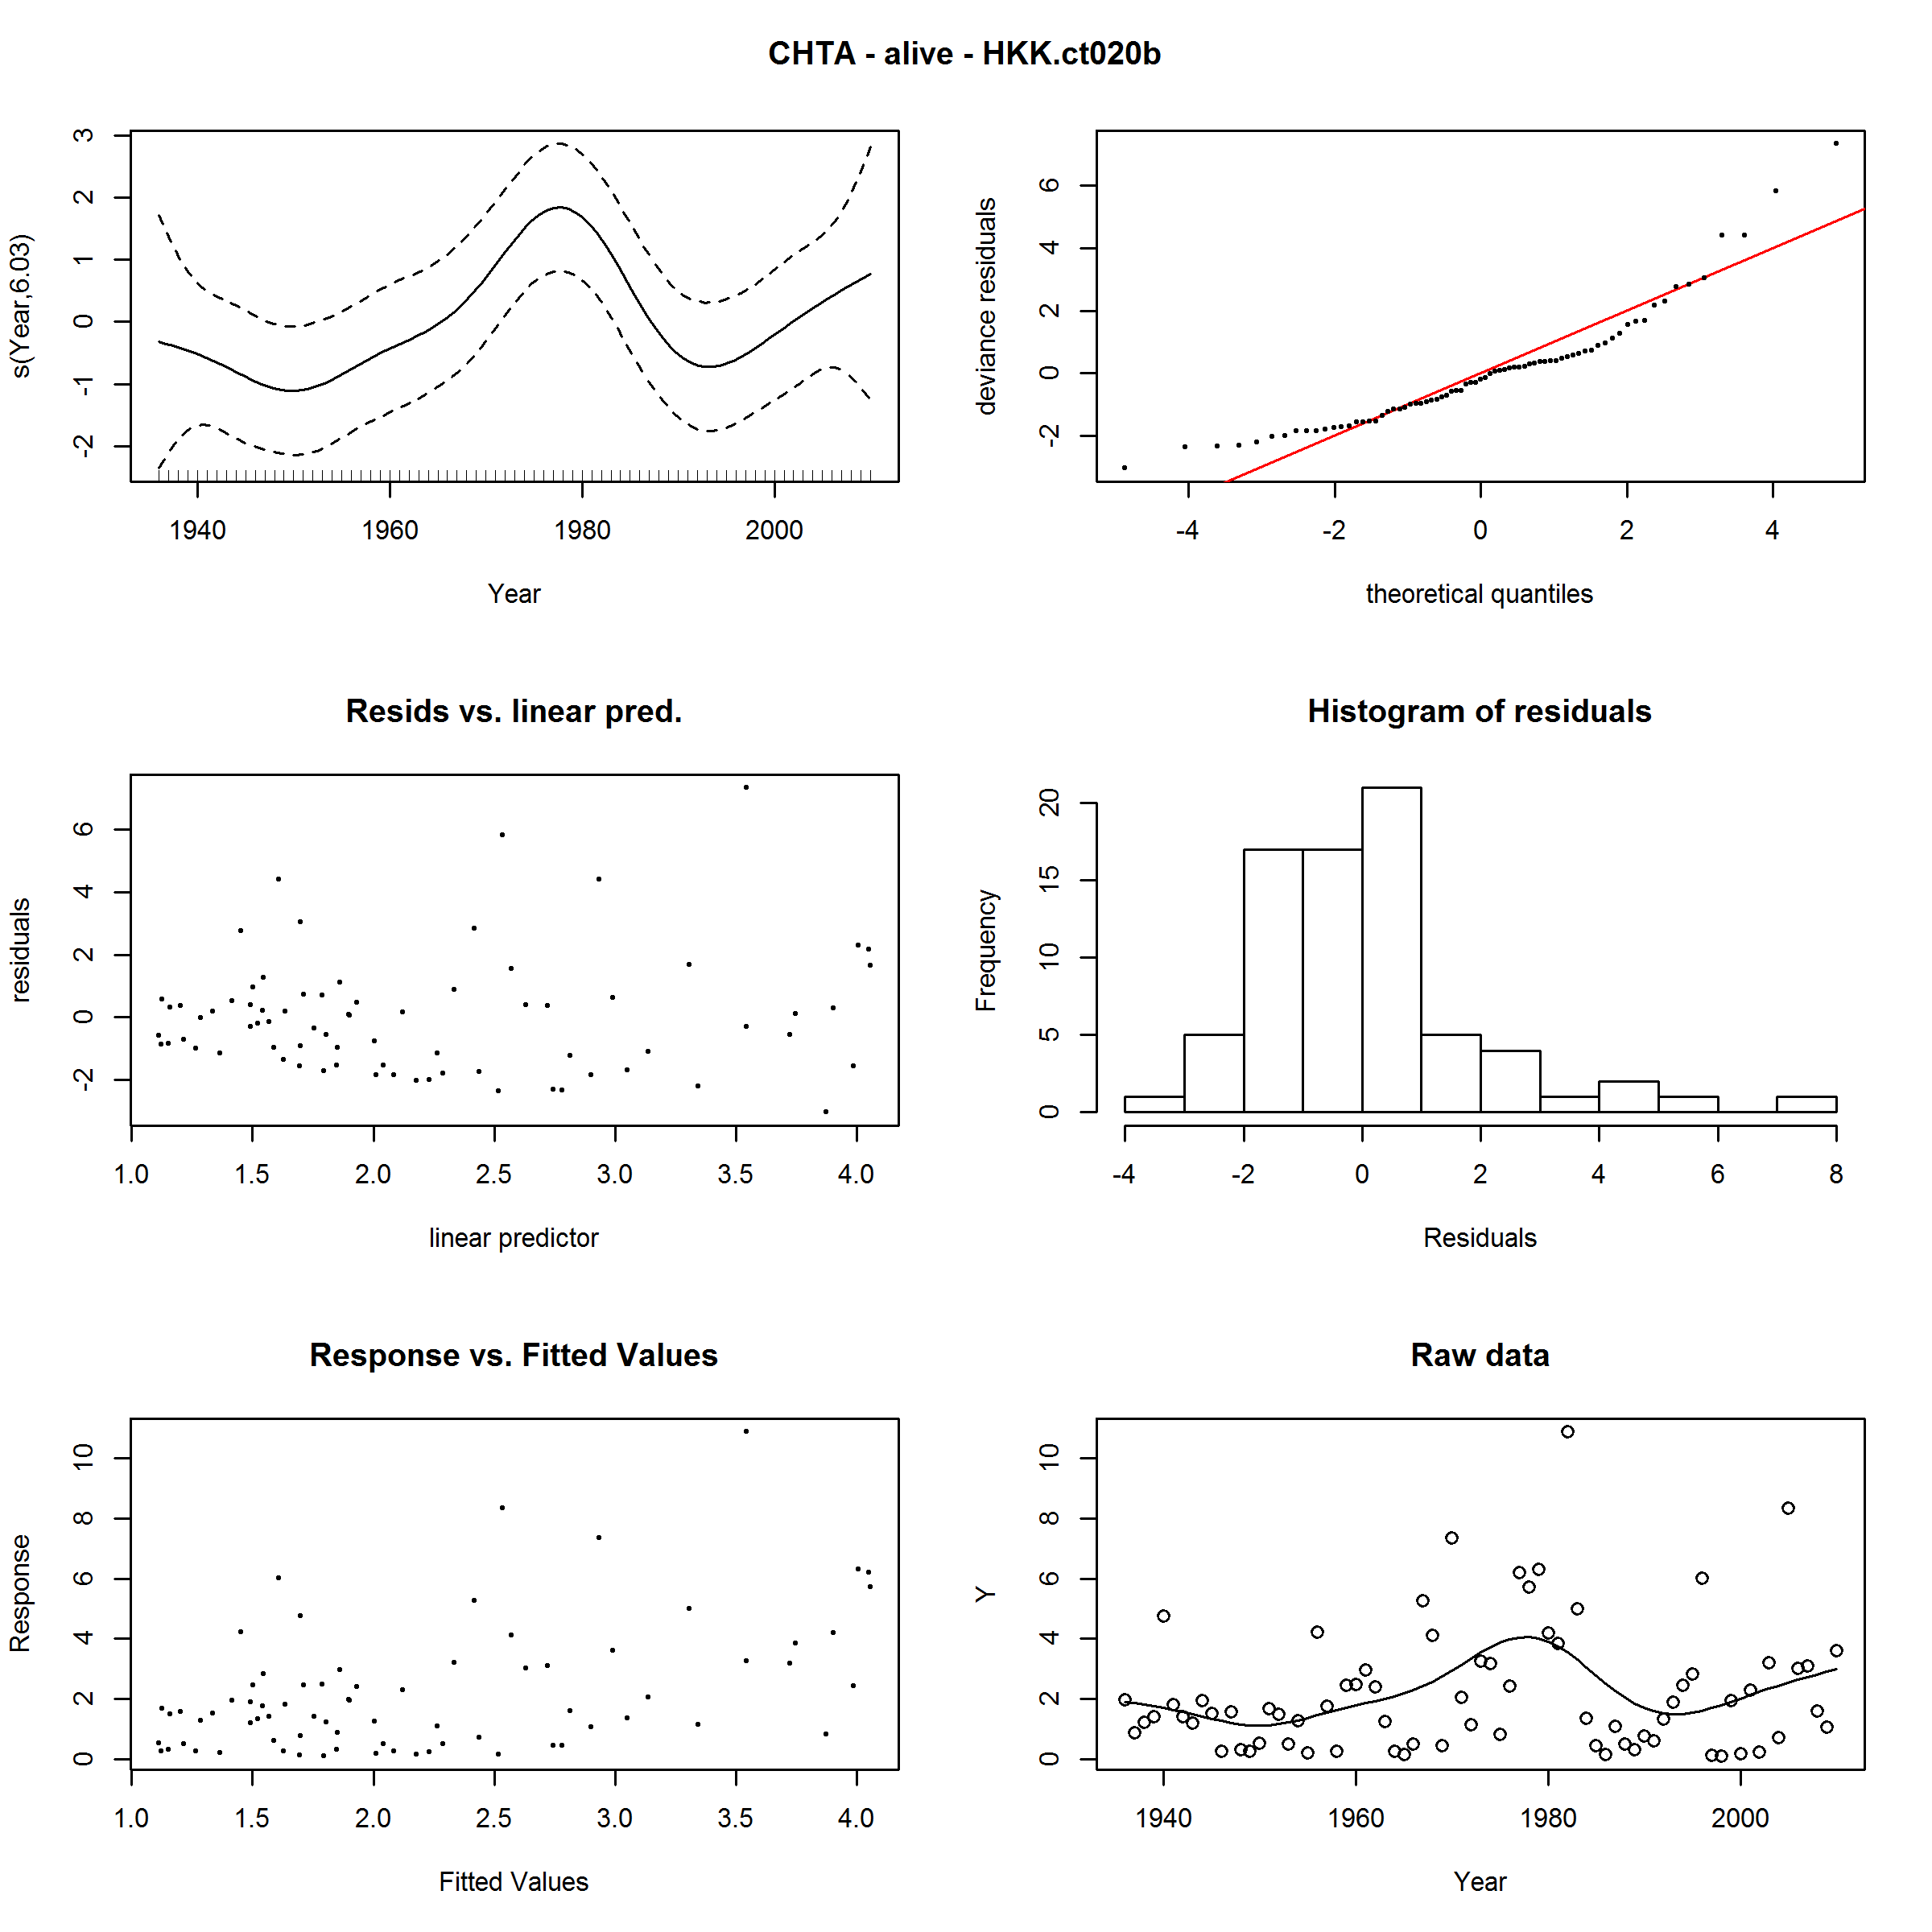 CHTA - alive - HKK.ct020b
s(Year,6.03)
3
2
1
0
-1
-2
1940 1960 1980 2000
Year
deviance residuals
6
4
2
0
-2
-4 -2 0 2 4
theoretical quantiles
Resids vs. linear pred.
residuals
6
4
2
0
-2
1.0 1.5 2.0 2.5 3.0 3.5 4.0
linear predictor
Histogram of residuals
Frequency
20
15
10
5
0
-4 -2 0 2 4 6 8
Residuals
Response vs. Fitted Values
Response
10
8
6
4
2
0
1.0 1.5 2.0 2.5 3.0 3.5 4.0
Fitted Values
Raw data
Y
10
8
6
4
2
0
1940 1960 1980 2000
Year